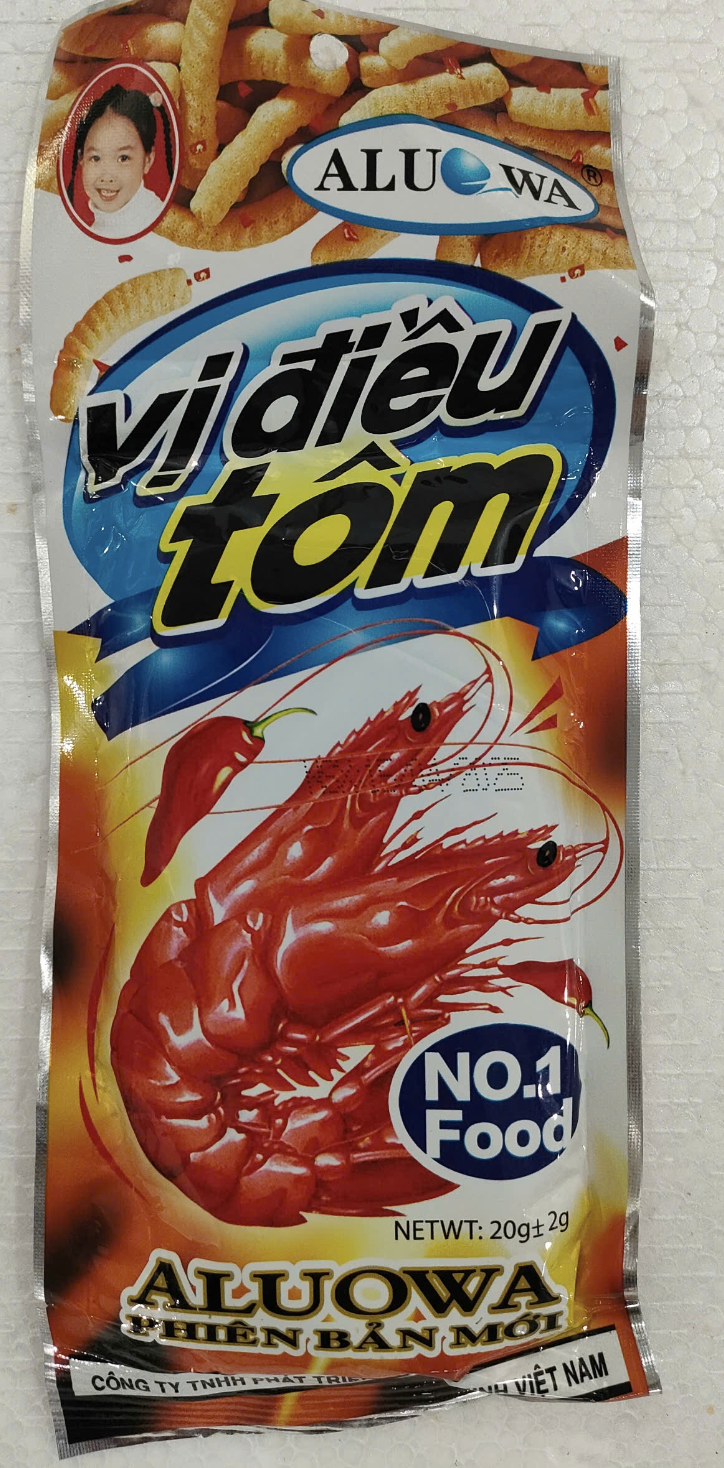 ALUOWA®
vị điều
tôm
NO.1
Food
NETWT: 20g± 2g
ALUOWA
PHIÊN BẢN MỚI
CÔNG TY TNHH PHÁT VIỆT NAM